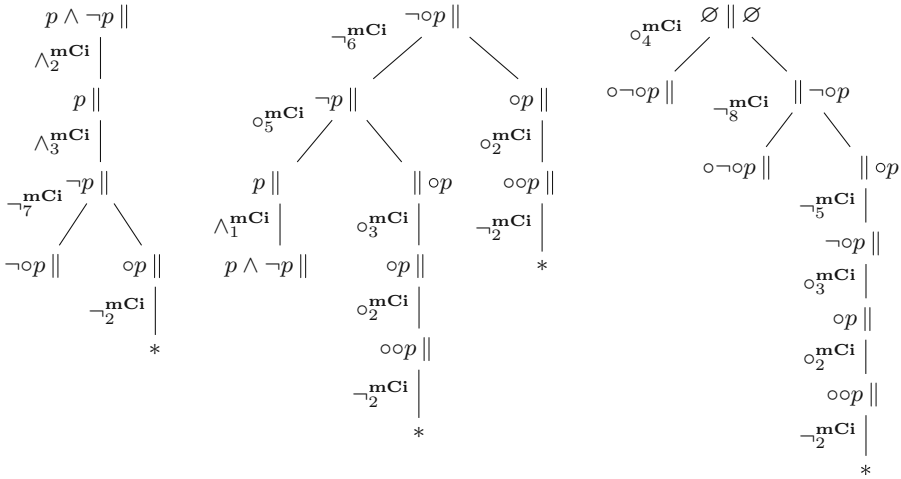 p ∧ ¬p ∥
∧₂^mCi
p ∥
∧₃^mCi
¬p ∥
¬₇^mCi
¬∘p ∥ ∘p ∥
¬₂^mCi
*
¬∘p ∥
¬₆^mCi
¬p ∥ ∘p ∥
∘₅^mCi ∘₂^mCi
p ∥ ∥ ∘p ∘∘p ∥
∧₁^mCi ∘₃^mCi ¬₂^mCi
p ∧ ¬p ∥ ∘p ∥ *
∘₂^mCi
∘∘p ∥
¬₂^mCi
*
∅ ∥ ∅
∘₄^mCi
∘¬∘p ∥ ∥ ¬∘p
¬₈^mCi
∘¬∘p ∥ ∥ ∘p
¬₅^mCi
¬∘p ∥
∘₃^mCi
∘p ∥
∘₂^mCi
∘∘p ∥
¬₂^mCi
*